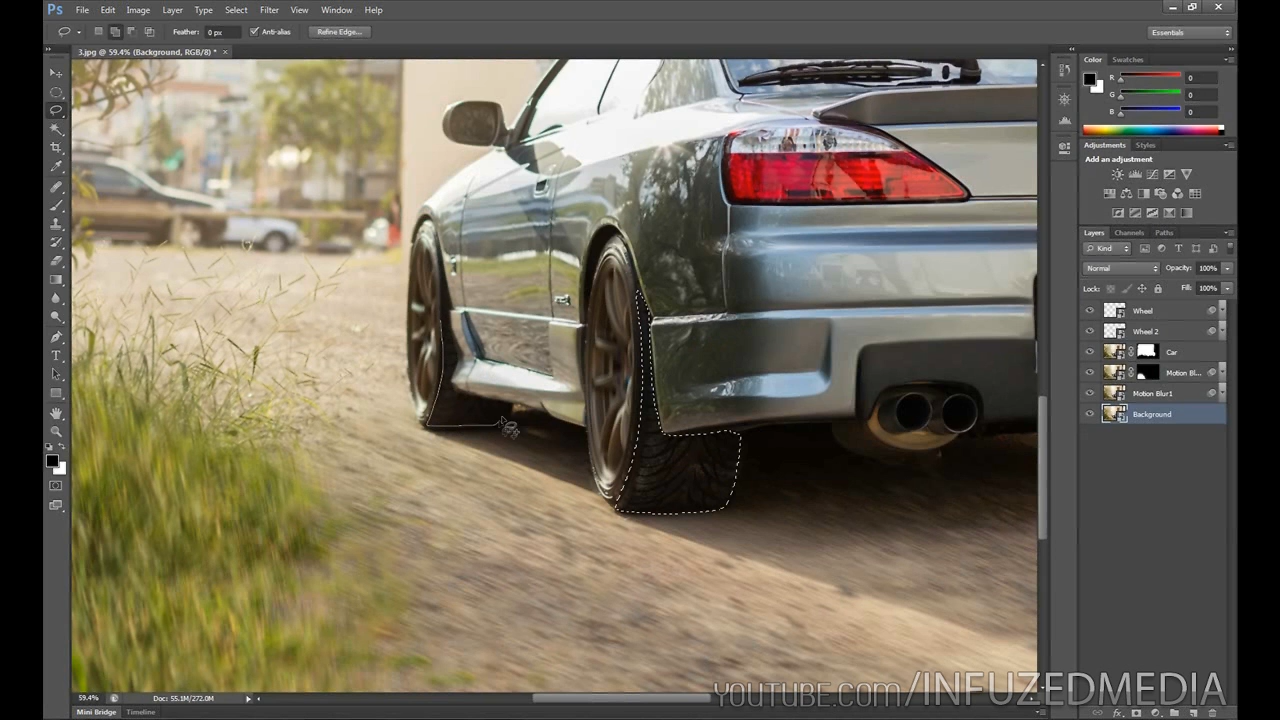 Ps File Edit Image Layer Type Select Filter View Window Help
Feather: 0 px Anti-alias Refine Edge... Essentials
3.jpg @ 59.4% (Background, RGB/8) * ×
Color Swatches
R 0
G 0
B 0
Adjustments Styles
Add an adjustment
Layers Channels Paths
Kind
Normal Opacity: 100%
Lock: Fill: 100%
Wheel
Wheel 2
Car
Motion Bl...
Motion Blur1
Background
59.4% Doc: 55.1M/272.0M
YOUTUBE.COM/INFUZEDMEDIA
Mini Bridge Timeline